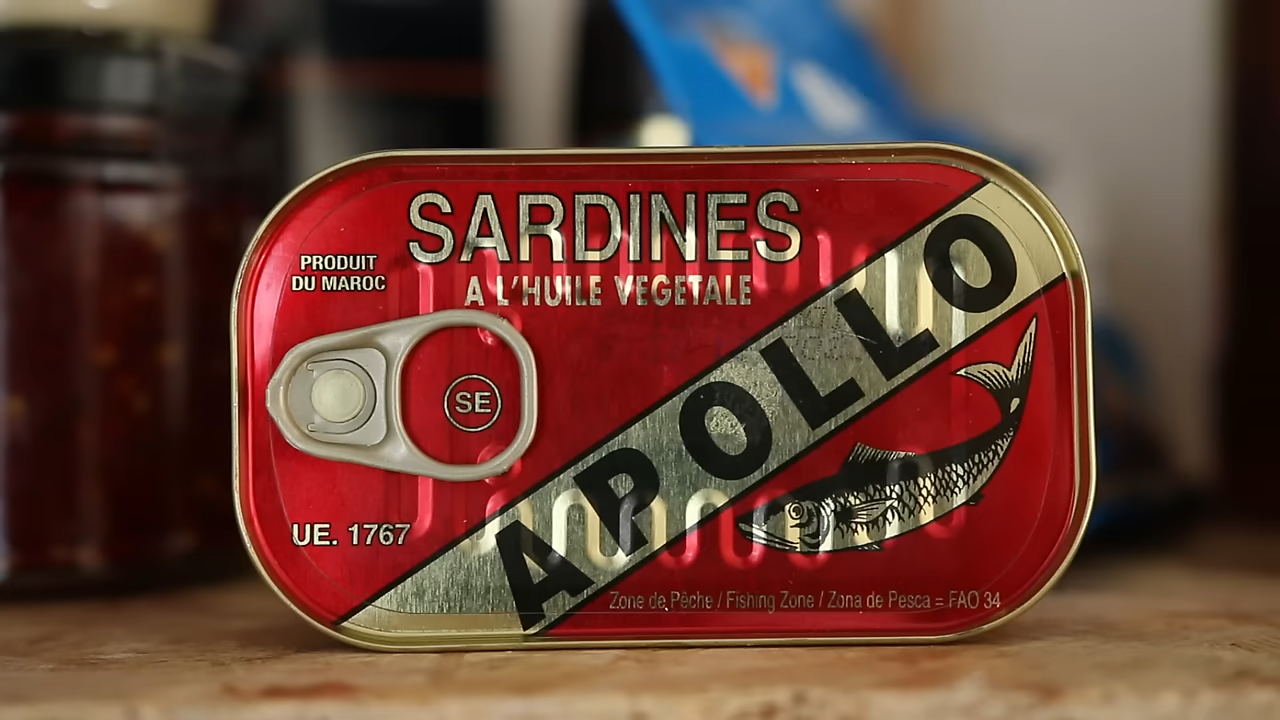 SARDINES
A L'HUILE VEGETALE
PRODUIT
DU MAROC
SE
APOLLO
UE. 1767
Zone de Pêche / Fishing Zone / Zona de Pesca = FAO 34